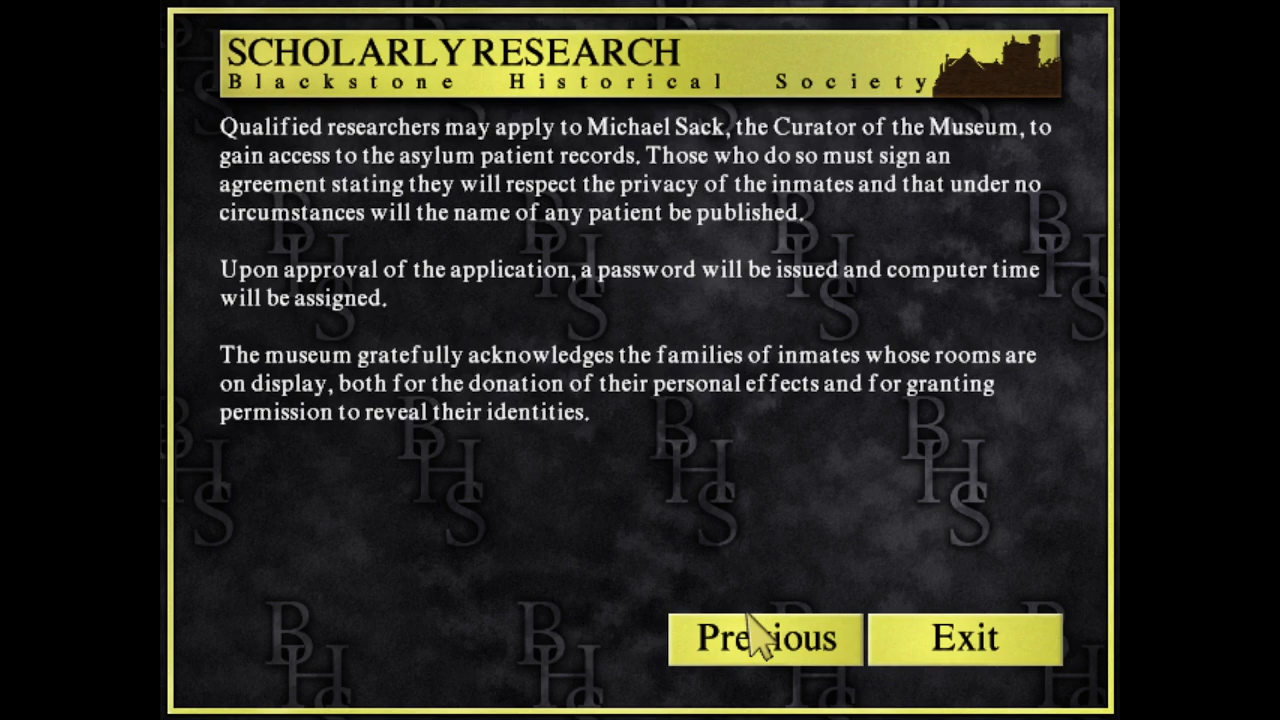 SCHOLARLY RESEARCH
Blackstone Historical Society
Qualified researchers may apply to Michael Sack, the Curator of the Museum, to
gain access to the asylum patient records. Those who do so must sign an
agreement stating they will respect the privacy of the inmates and that under no
circumstances will the name of any patient be published.
Upon approval of the application, a password will be issued and computer time
will be assigned.
The museum gratefully acknowledges the families of inmates whose rooms are
on display, both for the donation of their personal effects and for granting
permission to reveal their identities.
Previous
Exit